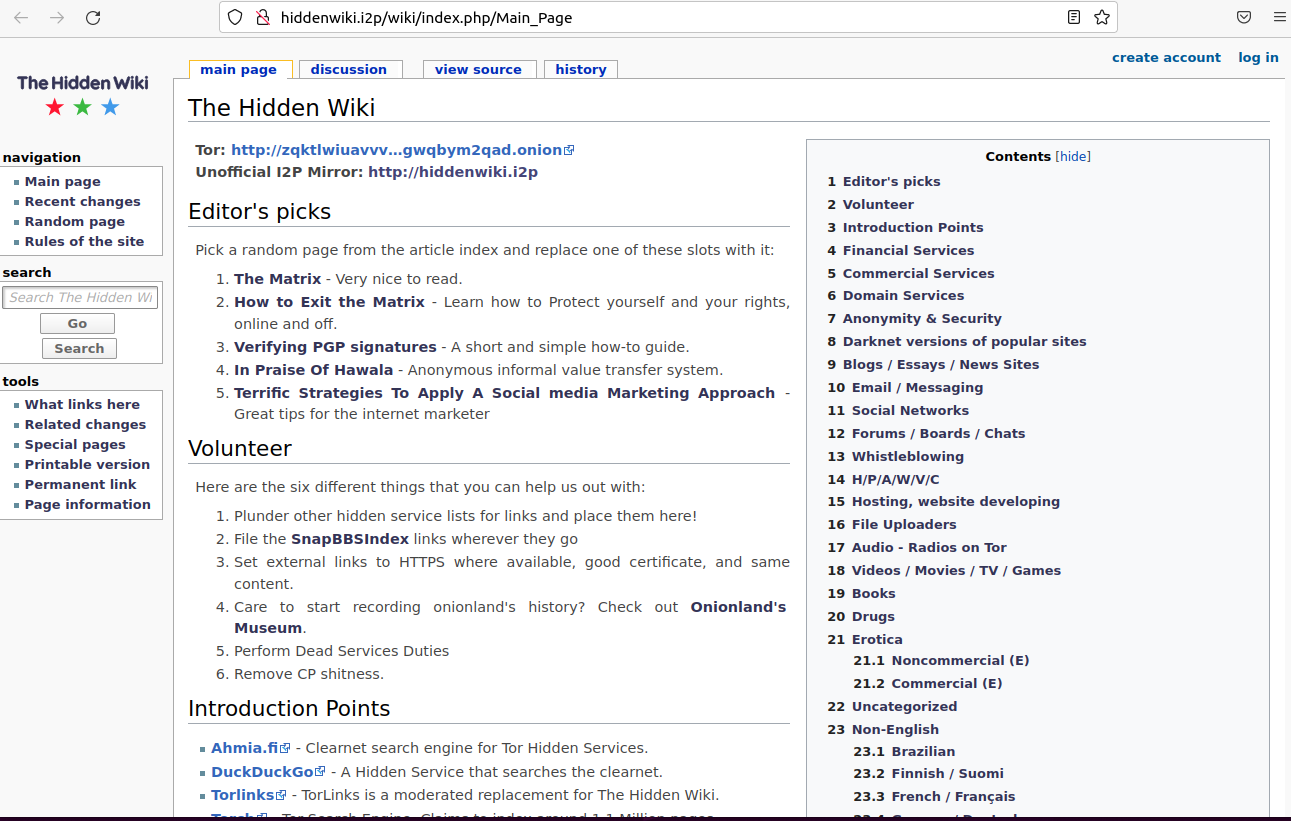 hiddenwiki.i2p/wiki/index.php/Main_Page
create account log in
The Hidden Wiki
main page discussion view source history
The Hidden Wiki
navigation
Main page
Recent changes
Random page
Rules of the site
search
Search The Hidden Wi
Go
Search
tools
What links here
Related changes
Special pages
Printable version
Permanent link
Page information
Tor: http://zqktlwiuavvv...gwqbym2qad.onion
Unofficial I2P Mirror: http://hiddenwiki.i2p
Editor's picks
Pick a random page from the article index and replace one of these slots with it:
1. The Matrix - Very nice to read.
2. How to Exit the Matrix - Learn how to Protect yourself and your rights,
online and off.
3. Verifying PGP signatures - A short and simple how-to guide.
4. In Praise Of Hawala - Anonymous informal value transfer system.
5. Terrific Strategies To Apply A Social media Marketing Approach -
Great tips for the internet marketer
Volunteer
Here are the six different things that you can help us out with:
1. Plunder other hidden service lists for links and place them here!
2. File the SnapBBSIndex links wherever they go
3. Set external links to HTTPS where available, good certificate, and same
content.
4. Care to start recording onionland's history? Check out Onionland's
Museum.
5. Perform Dead Services Duties
6. Remove CP shitness.
Introduction Points
Ahmia.fi - Clearnet search engine for Tor Hidden Services.
DuckDuckGo - A Hidden Service that searches the clearnet.
Torlinks - TorLinks is a moderated replacement for The Hidden Wiki.
Contents [hide]
1 Editor's picks
2 Volunteer
3 Introduction Points
4 Financial Services
5 Commercial Services
6 Domain Services
7 Anonymity & Security
8 Darknet versions of popular sites
9 Blogs / Essays / News Sites
10 Email / Messaging
11 Social Networks
12 Forums / Boards / Chats
13 Whistleblowing
14 H/P/A/W/V/C
15 Hosting, website developing
16 File Uploaders
17 Audio - Radios on Tor
18 Videos / Movies / TV / Games
19 Books
20 Drugs
21 Erotica
21.1 Noncommercial (E)
21.2 Commercial (E)
22 Uncategorized
23 Non-English
23.1 Brazilian
23.2 Finnish / Suomi
23.3 French / Français